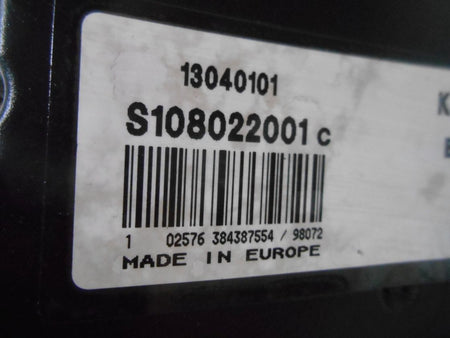 13040101
S108022001 c
1 02576 384387554 / 98072
MADE IN EUROPE
K